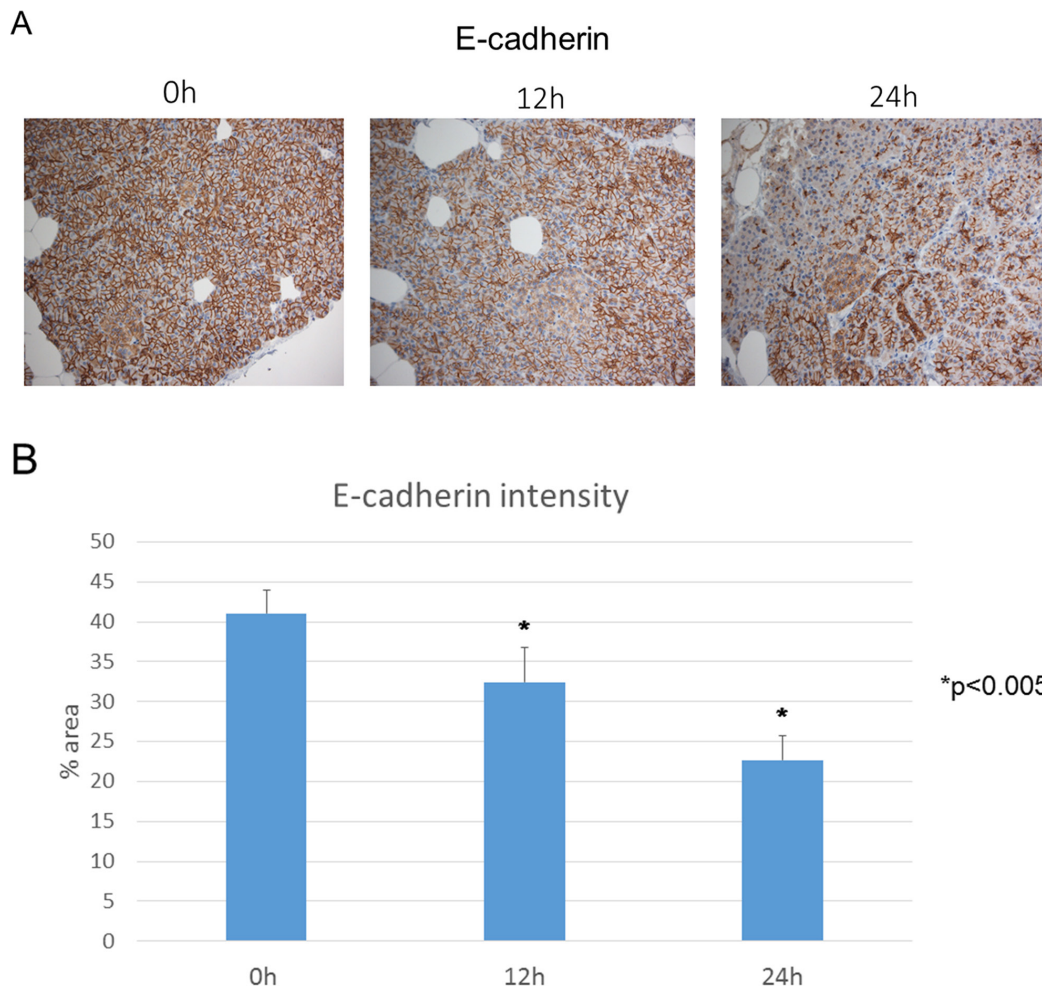 A
E-cadherin
0h
12h
24h
B
E-cadherin intensity
50
45
40
35
30
25
20
15
10
5
0
% area
*
*
*p<0.005
0h
12h
24h